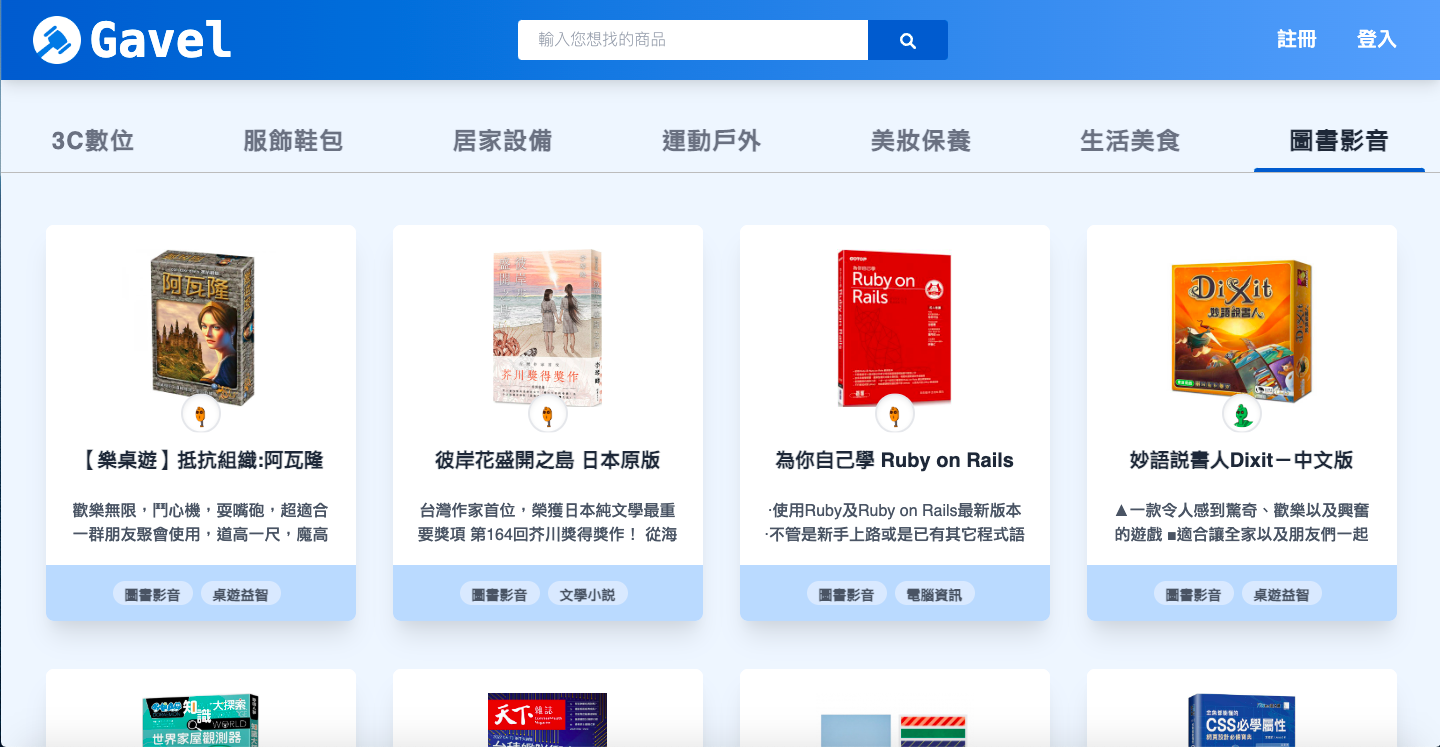 Gavel
輸入您想找的商品
註冊
登入
3C數位
服飾鞋包
居家設備
運動戶外
美妝保養
生活美食
圖書影音
阿瓦隆
【樂桌遊】抵抗組織:阿瓦隆
歡樂無限，鬥心機，耍嘴砲，超適合
一群朋友聚會使用，道高一尺，魔高
圖書影音
桌遊益智
芥川獎得獎作
彼岸花盛開之島 日本原版
台灣作家首位，榮獲日本純文學最重
要獎項 第164回芥川獎得獎作！ 從海
圖書影音
文學小說
Ruby on
Rails
為你自己學 Ruby on Rails
‧使用Ruby及Ruby on Rails最新版本
‧不管是新手上路或是已有其它程式語
圖書影音
電腦資訊
DiXit
妙語說書人
妙語說書人Dixit－中文版
▲一款令人感到驚奇、歡樂以及興奮
的遊戲 ■適合讓全家以及朋友們一起
圖書影音
桌遊益智
知識
大探索
WORLD
世界家屋觀測器
天下
雜誌
CSS必學屬性